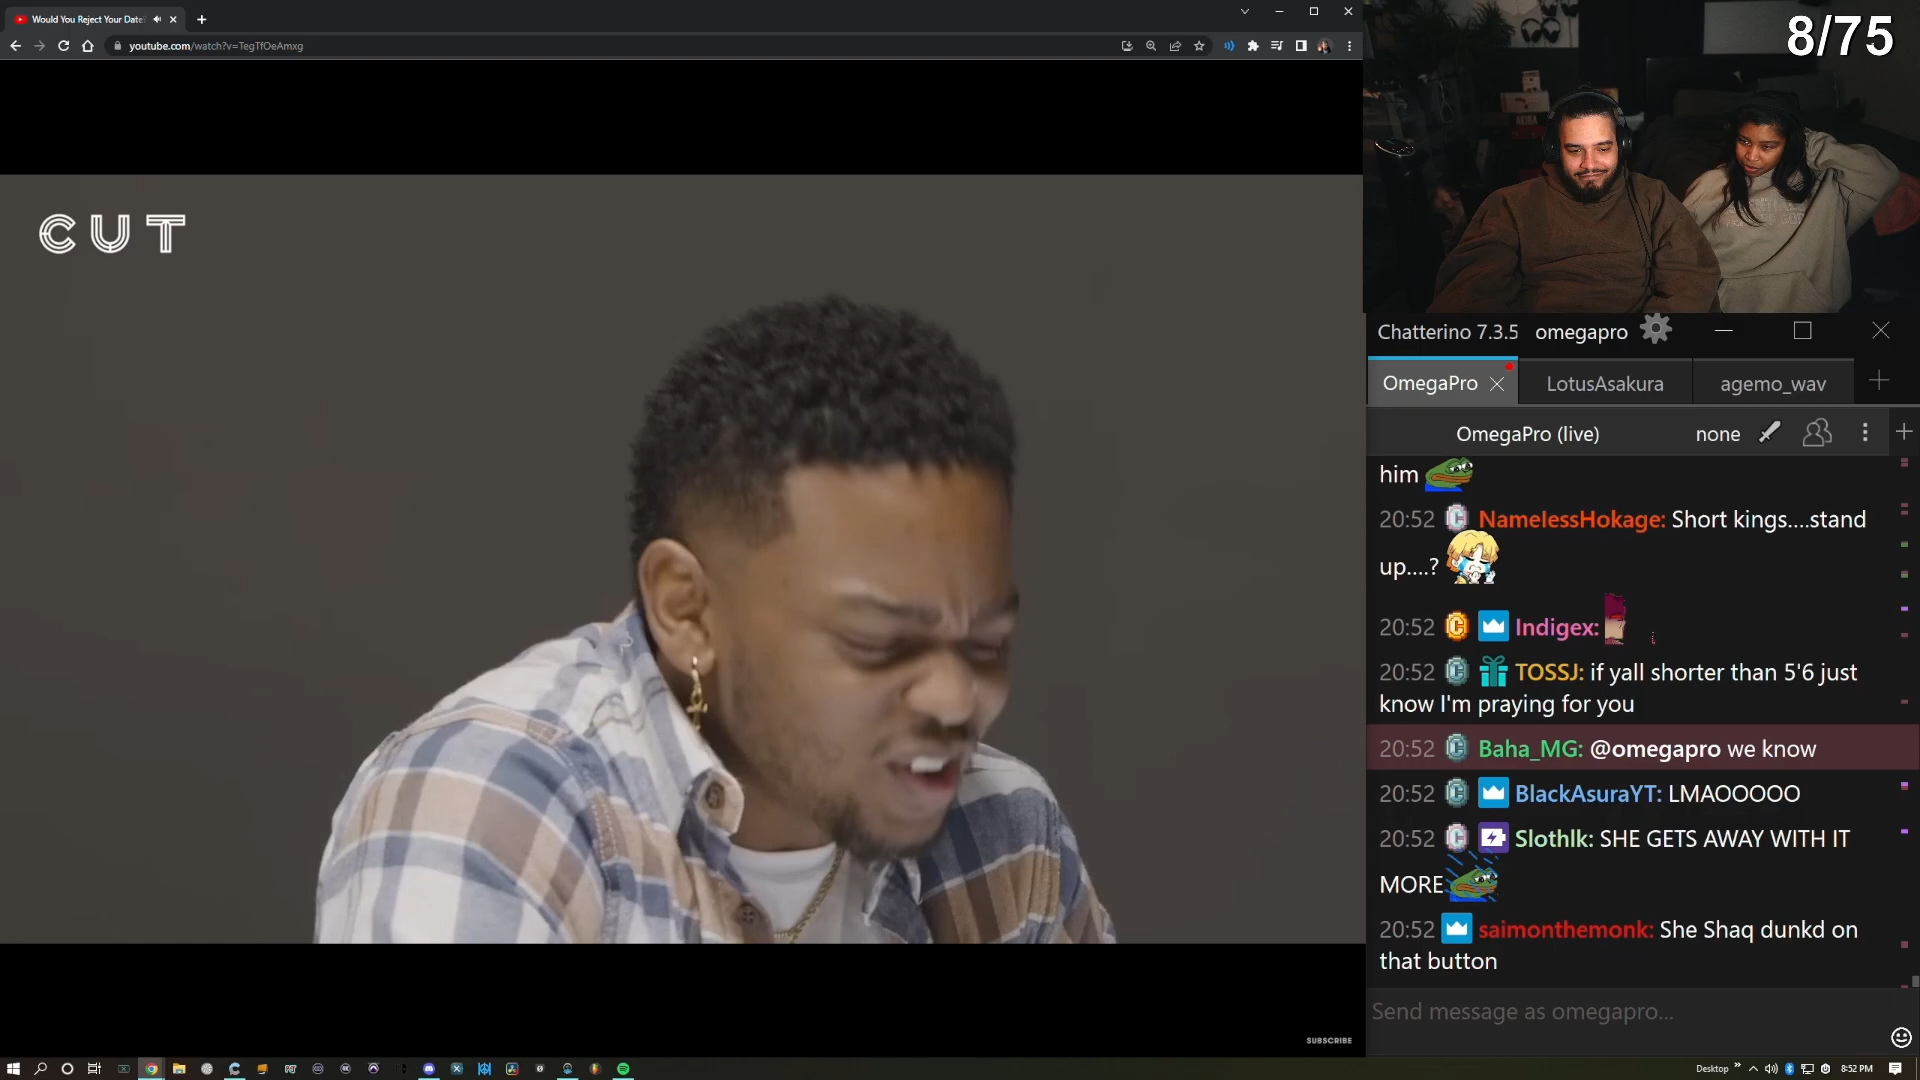 Would You Reject Your Date
8/75
youtube.com/watch?v=TegTfOeAmxg
CUT
SUBSCRIBE
Chatterino 7.3.5 omegapro
OmegaPro LotusAsakura agemo_wav
OmegaPro (live) none
him
20:52 NamelessHokage: Short kings....stand
up....?
20:52 Indigex:
20:52 TOSSJ: if yall shorter than 5'6 just
know I'm praying for you
20:52 Baha_MG: @omegapro we know
20:52 BlackAsuraYT: LMAOOOOO
20:52 Slothlk: SHE GETS AWAY WITH IT
MORE
20:52 saimonthemonk: She Shaq dunkd on
that button
Send message as omegapro...
Desktop 8:52 PM